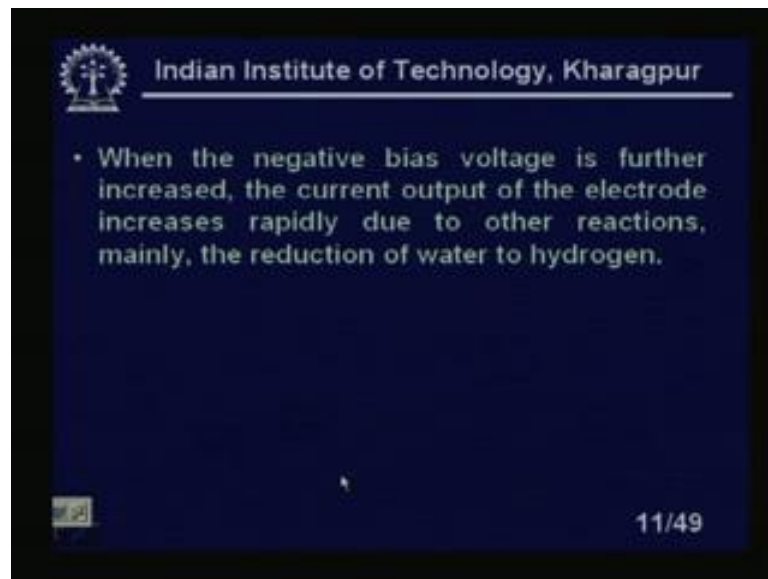 Indian Institute of Technology, Kharagpur
• When the negative bias voltage is further
increased, the current output of the electrode
increases rapidly due to other reactions,
mainly, the reduction of water to hydrogen.
11/49